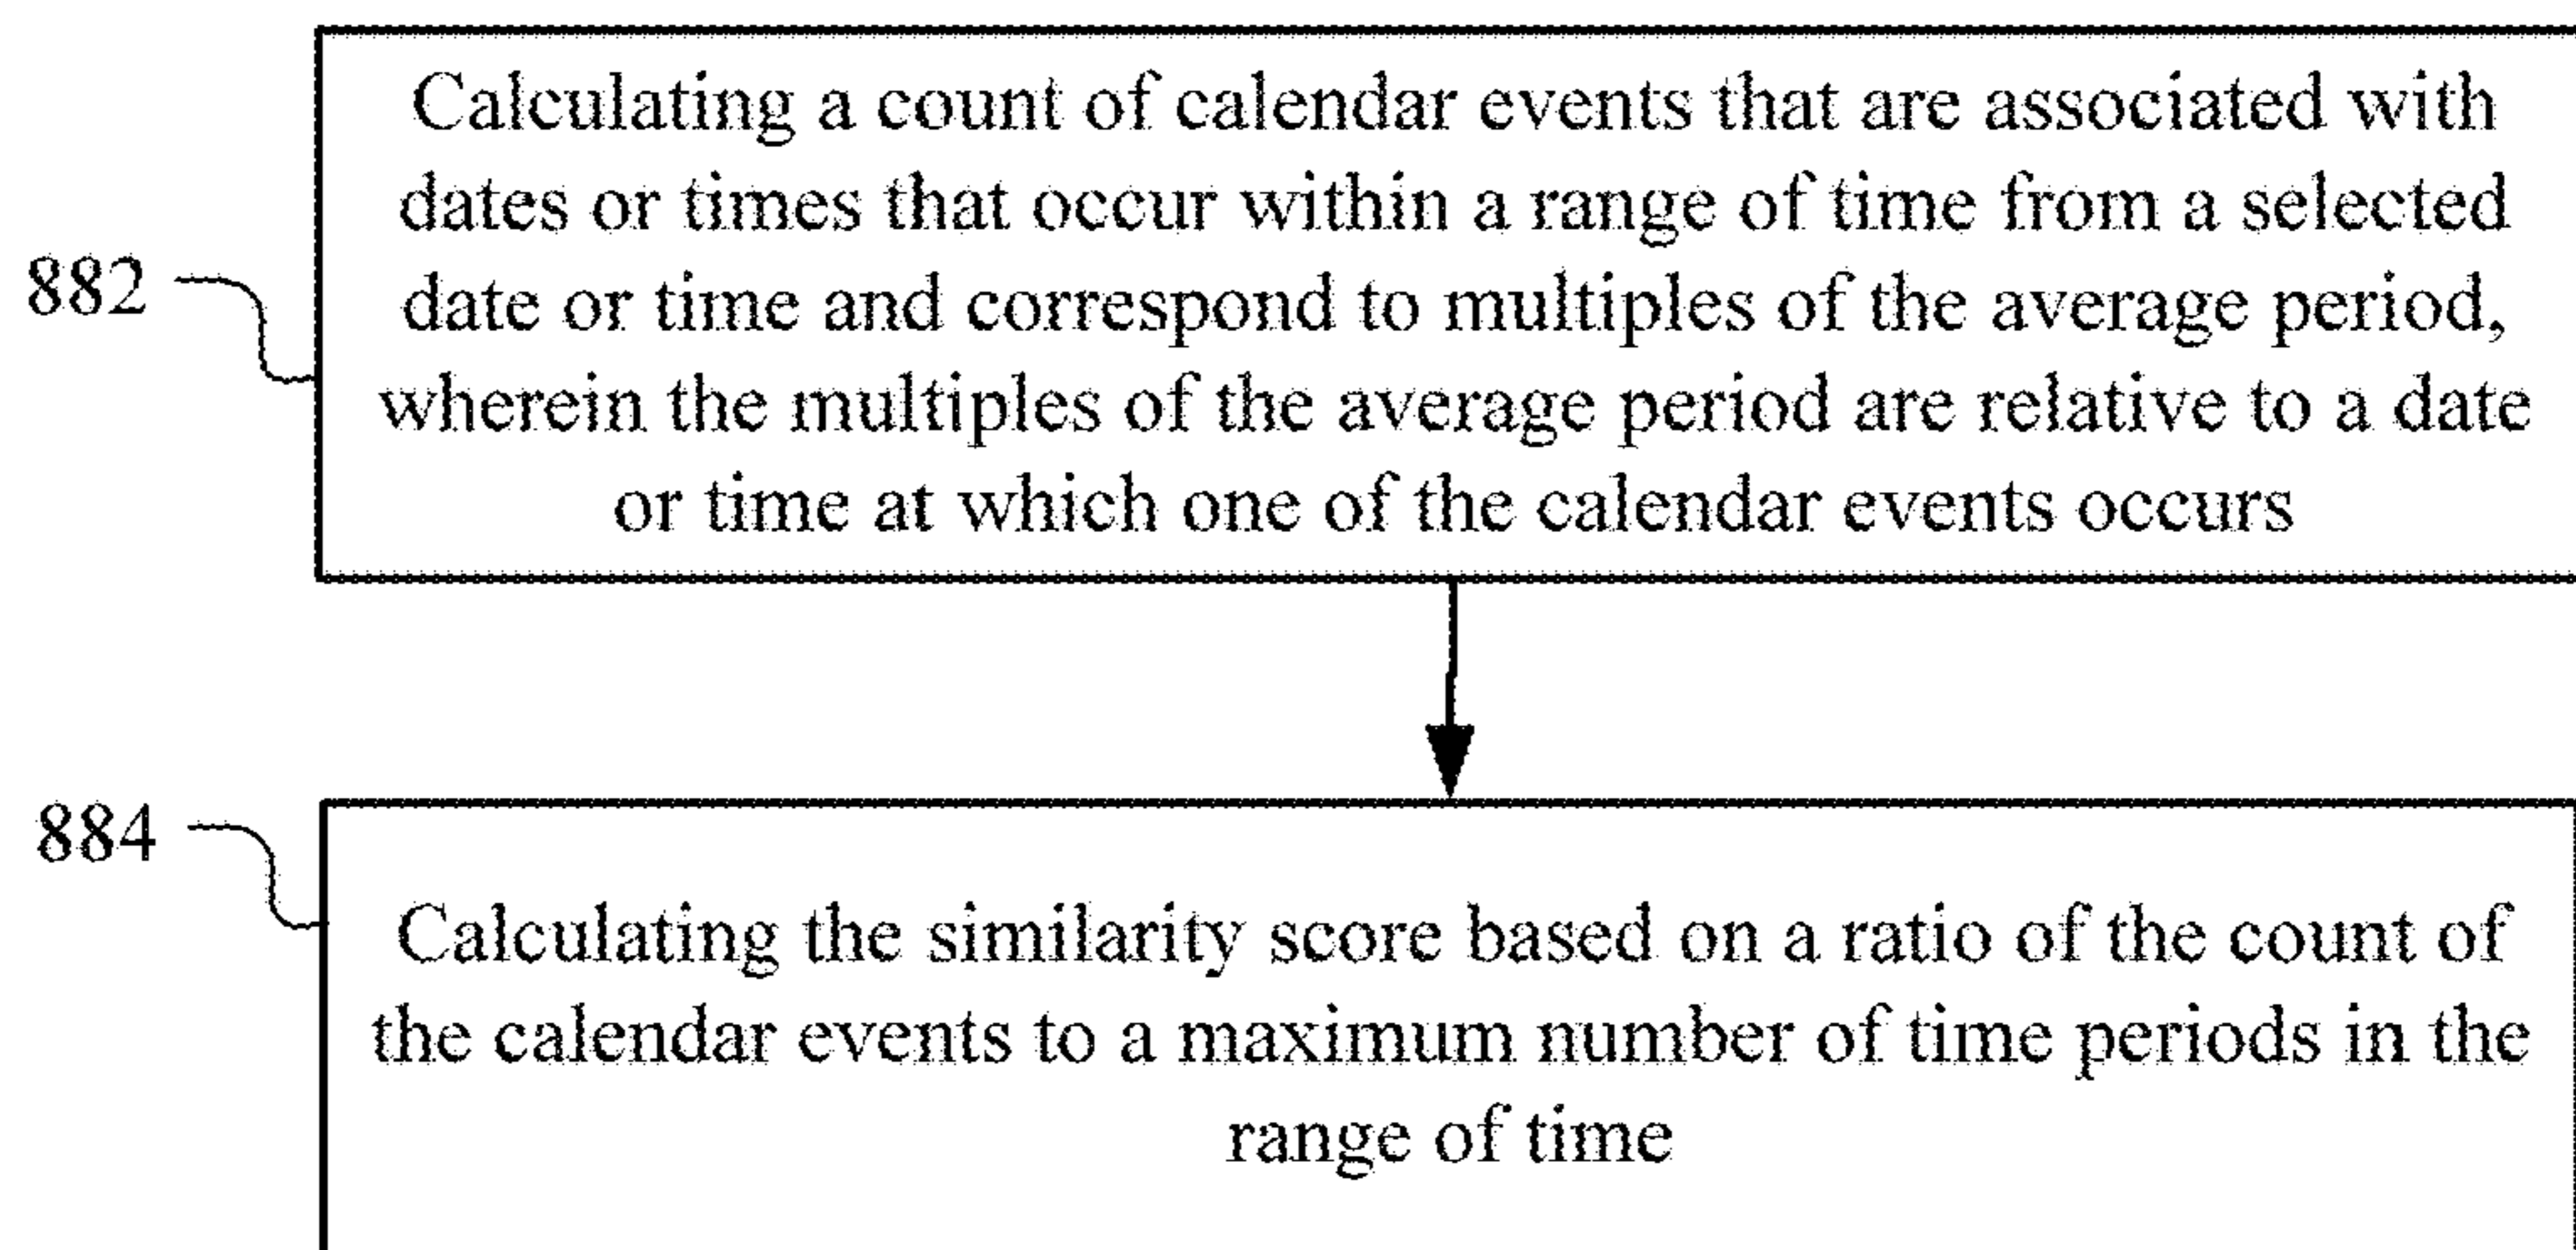 Calculating a count of calendar events that are associated with
dates or times that occur within a range of time from a selected
882
date or time and correspond to multiples of the average period,
wherein the multiples of the average period are relative to a date
or time at which one of the calendar events occurs
884
Calculating the similarity score based on a ratio of the count of
the calendar events to a maximum number of time periods in the
range of time